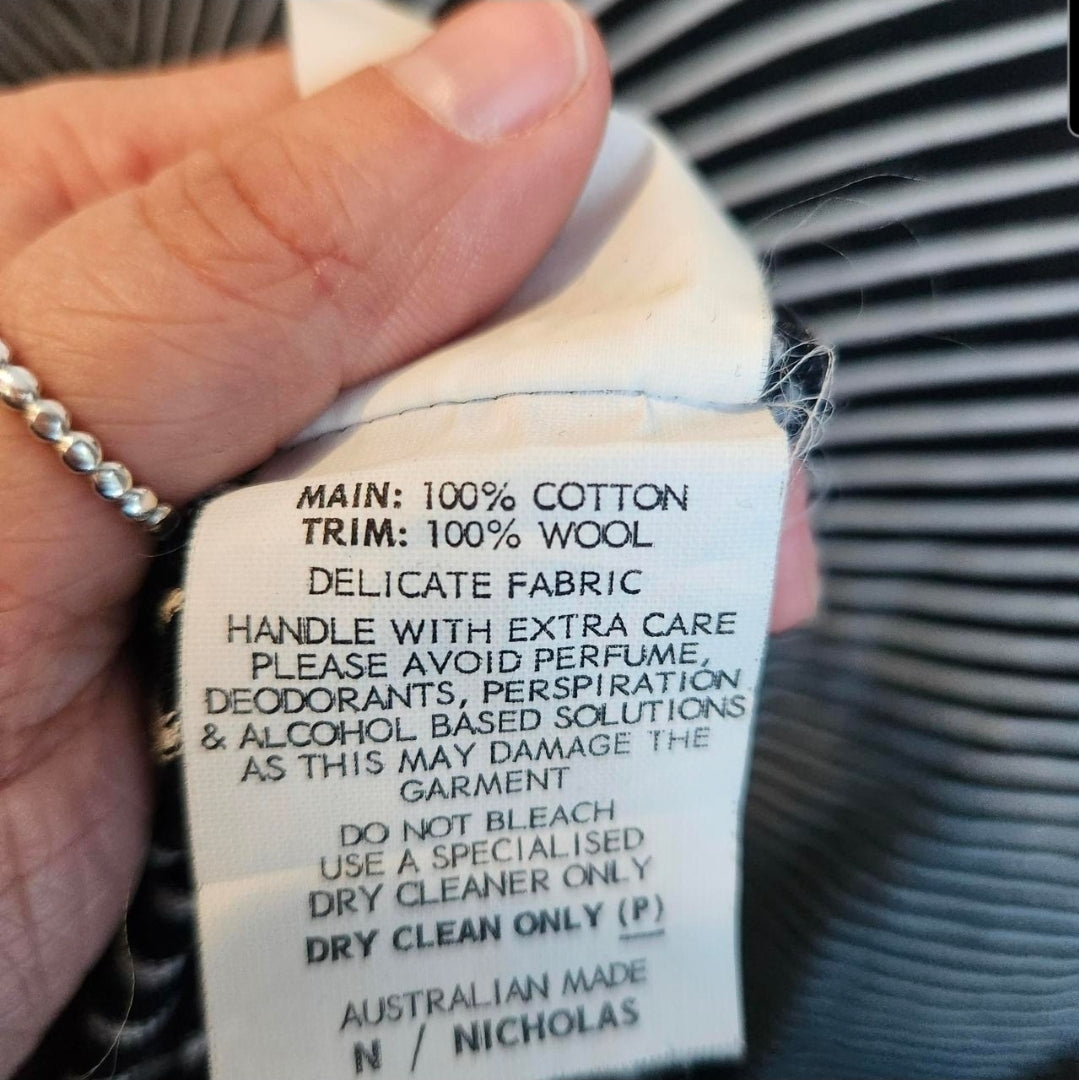 MAIN: 100% COTTON
TRIM: 100% WOOL
DELICATE FABRIC
HANDLE WITH EXTRA CARE
PLEASE AVOID PERFUME,
DEODORANTS, PERSPIRATION
& ALCOHOL BASED SOLUTIONS
AS THIS MAY DAMAGE THE
GARMENT
DO NOT BLEACH
USE A SPECIALISED
DRY CLEANER ONLY
DRY CLEAN ONLY (P)
AUSTRALIAN MADE
N / NICHOLAS